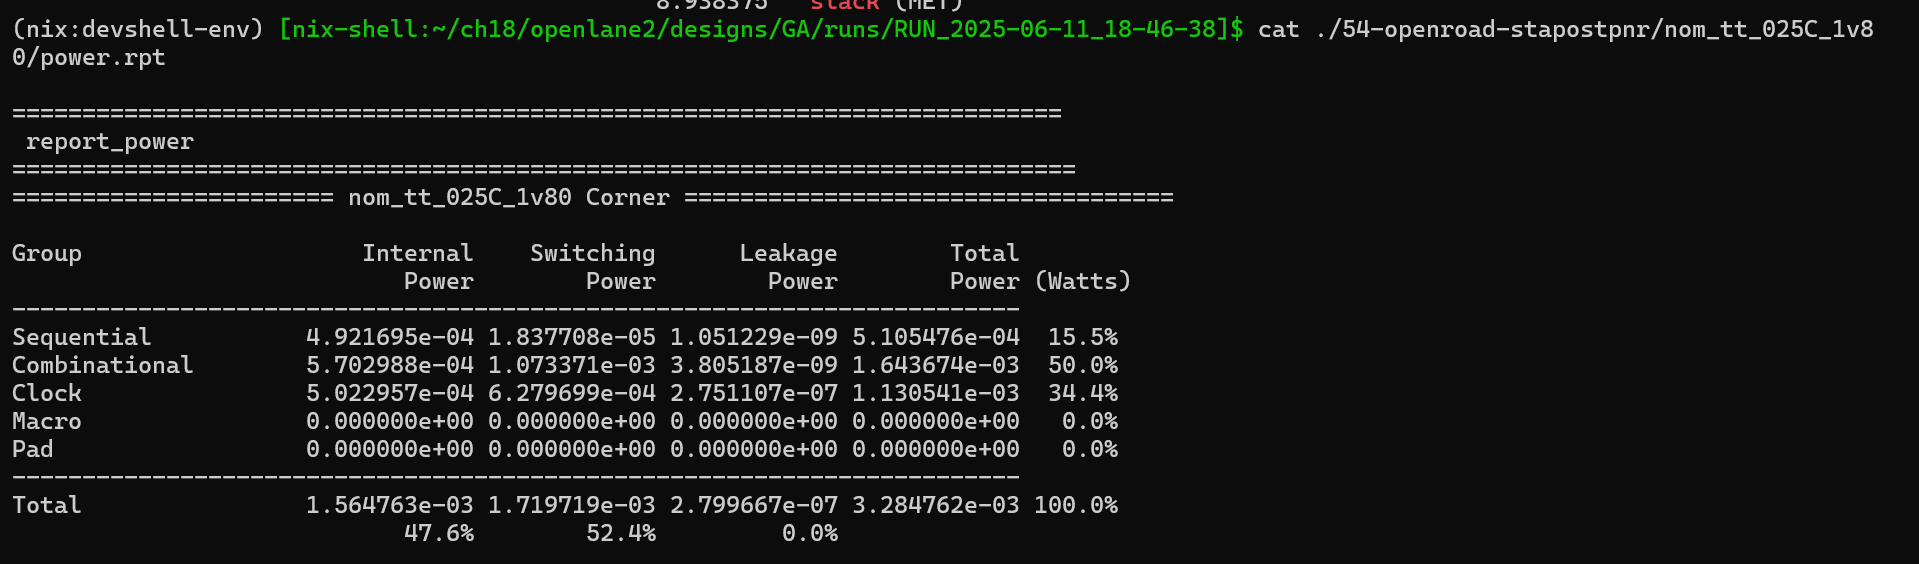 8.938375   slack (MET)
(nix:devshell-env) [nix-shell:~/ch18/openlane2/designs/GA/runs/RUN_2025-06-11_18-46-38]$ cat ./54-openroad-stapostpnr/nom_tt_025C_1v8
0/power.rpt
===========================================================================
 report_power
============================================================================
======================= nom_tt_025C_1v80 Corner ===================================
Group                    Internal    Switching      Leakage        Total
                            Power        Power        Power        Power (Watts)
------------------------------------------------------------------------
Sequential           4.921695e-04 1.837708e-05 1.051229e-09 5.105476e-04  15.5%
Combinational        5.702988e-04 1.073371e-03 3.805187e-09 1.643674e-03  50.0%
Clock                5.022957e-04 6.279699e-04 2.751107e-07 1.130541e-03  34.4%
Macro                0.000000e+00 0.000000e+00 0.000000e+00 0.000000e+00   0.0%
Pad                  0.000000e+00 0.000000e+00 0.000000e+00 0.000000e+00   0.0%
------------------------------------------------------------------------
Total                1.564763e-03 1.719719e-03 2.799667e-07 3.284762e-03 100.0%
                            47.6%        52.4%         0.0%